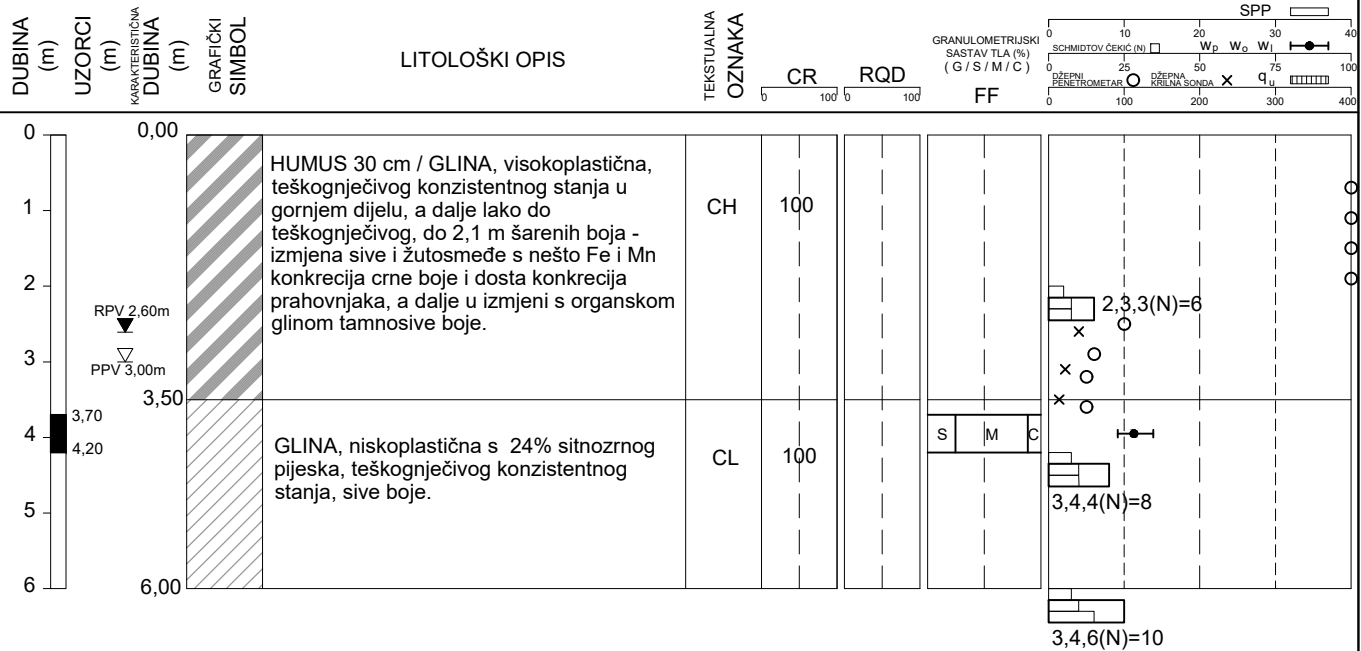 DUBINA (m)
UZORCI (m)
KARAKTERISTIČNA DUBINA (m)
GRAFIČKI SIMBOL
LITOLOŠKI OPIS
TEKSTUALNA OZNAKA
CR
0 100
RQD
0 100
GRANULOMETRIJSKI
SASTAV TLA (%)
( G / S / M / C )
FF
SPP
0 10 20 30 40
SCHMIDTOV ČEKIĆ (N) Wp Wo Wl
0 25 50 75 100
DŽEPNI PENETROMETAR DŽEPNA KRILNA SONDA qu
0 100 200 300 400
0
0,00
HUMUS 30 cm / GLINA, visokoplastična,
teškognječivog konzistentnog stanja u
gornjem dijelu, a dalje lako do
teškognječivog, do 2,1 m šarenih boja -
izmjena sive i žutosmeđe s nešto Fe i Mn
konkrecija crne boje i dosta konkrecija
prahovnjaka, a dalje u izmjeni s organskom
glinom tamnosive boje.
CH
100
1
2
2,3,3(N)=6
RPV 2,60m
3
PPV 3,00m
3,50
3,70
4
4,20
GLINA, niskoplastična s 24% sitnozrnog
pijeska, teškognječivog konzistentnog
stanja, sive boje.
CL
100
S M C
3,4,4(N)=8
5
6
6,00
3,4,6(N)=10